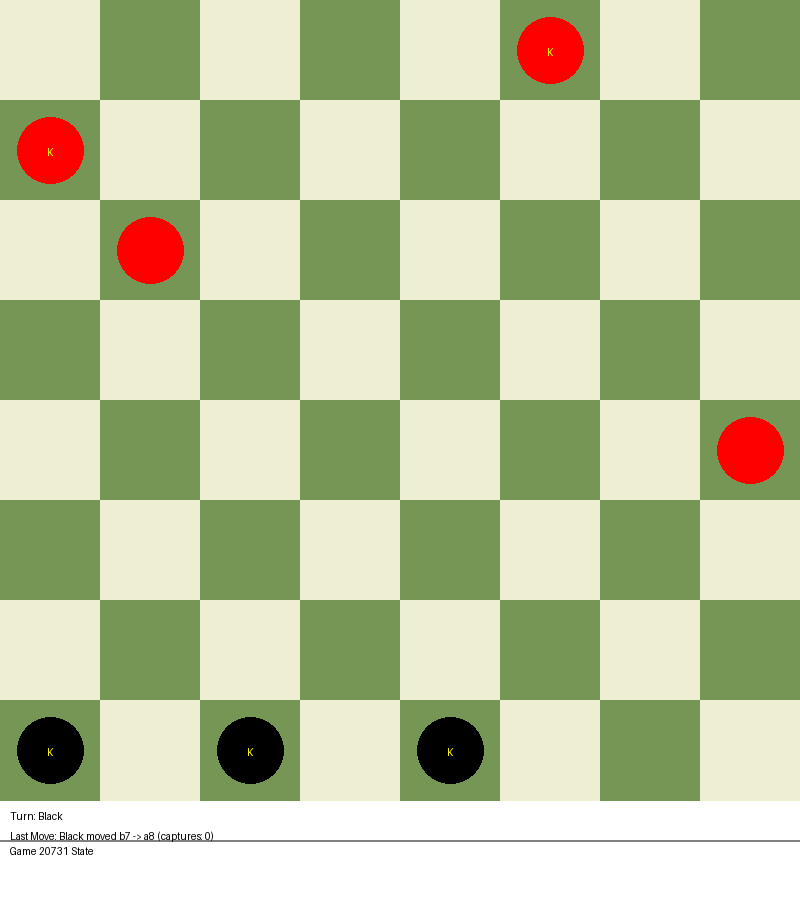 K
K
K K K
Turn: Black
Last Move: Black moved b7 -> a8 (captures: 0)
Game 20731 State